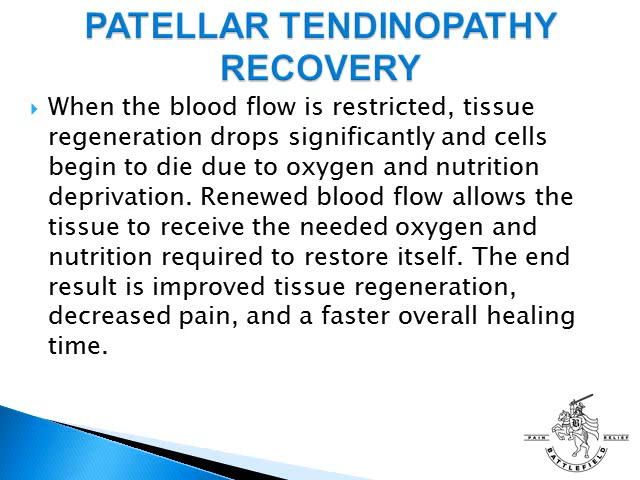 PATELLAR TENDINOPATHY
RECOVERY
When the blood flow is restricted, tissue
regeneration drops significantly and cells
begin to die due to oxygen and nutrition
deprivation. Renewed blood flow allows the
tissue to receive the needed oxygen and
nutrition required to restore itself. The end
result is improved tissue regeneration,
decreased pain, and a faster overall healing
time.
B
PAIN RELIEF
BATTLEFIELD